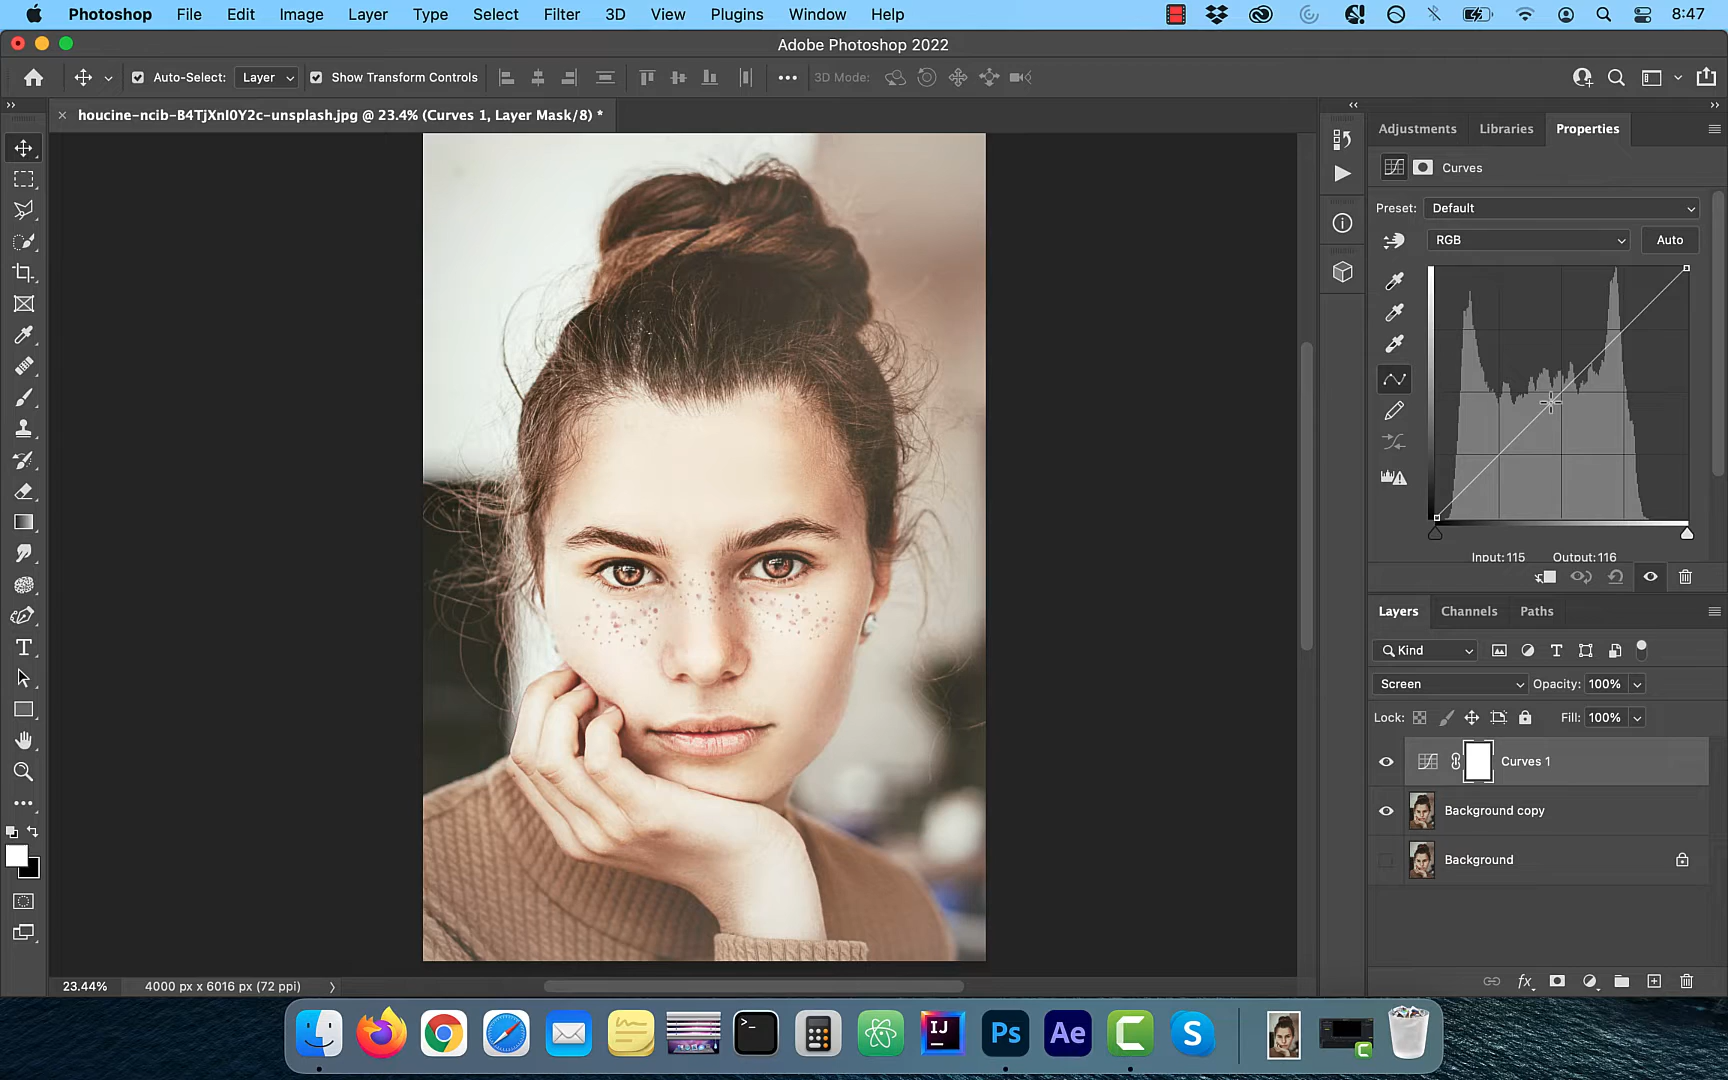 Photoshop File Edit Image Layer Type Select Filter 3D View Plugins Window Help 8:47
Adobe Photoshop 2022
Auto-Select: Layer Show Transform Controls 3D Mode:
houcine-ncib-B4TjXnI0Y2c-unsplash.jpg @ 23.4% (Curves 1, Layer Mask/8) *
Adjustments Libraries Properties
Curves
Preset: Default
RGB Auto
Input: 115 Output: 116
Layers Channels Paths
Kind
Screen Opacity: 100%
Lock: Fill: 100%
Curves 1
Background copy
Background
23.44% 4000 px x 6016 px (72 ppi)
IJ Ps Ae C S